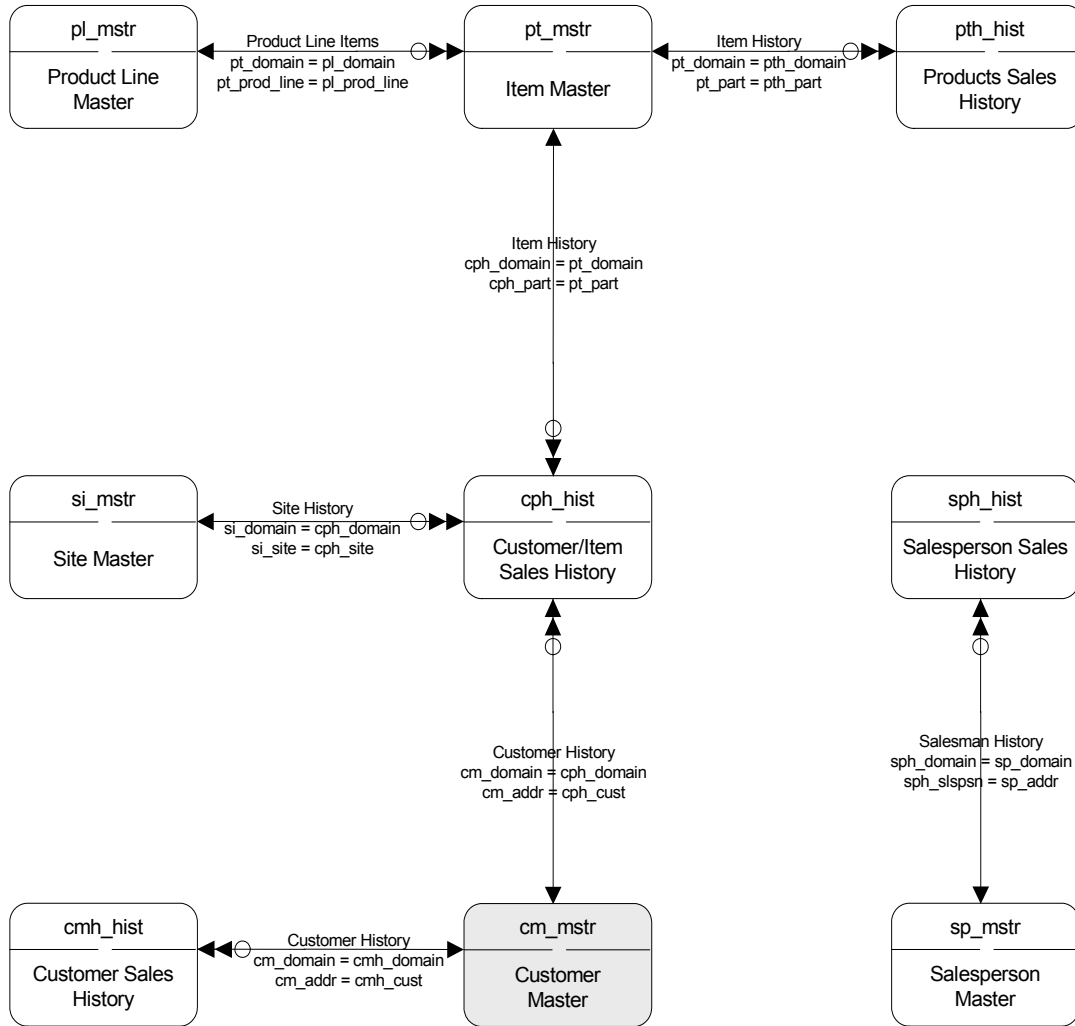 pl_mstr
Product Line
Master
Product Line Items
pt_domain = pl_domain
pt_prod_line = pl_prod_line
pt_mstr
Item Master
Item History
pt_domain = pth_domain
pt_part = pth_part
pth_hist
Products Sales
History
Item History
cph_domain = pt_domain
cph_part = pt_part
si_mstr
Site Master
Site History
si_domain = cph_domain
si_site = cph_site
cph_hist
Customer/Item
Sales History
sph_hist
Salesperson Sales
History
Customer History
cm_domain = cph_domain
cm_addr = cph_cust
Salesman History
sph_domain = sp_domain
sph_slspsn = sp_addr
cmh_hist
Customer Sales
History
Customer History
cm_domain = cmh_domain
cm_addr = cmh_cust
cm_mstr
Customer
Master
sp_mstr
Salesperson
Master